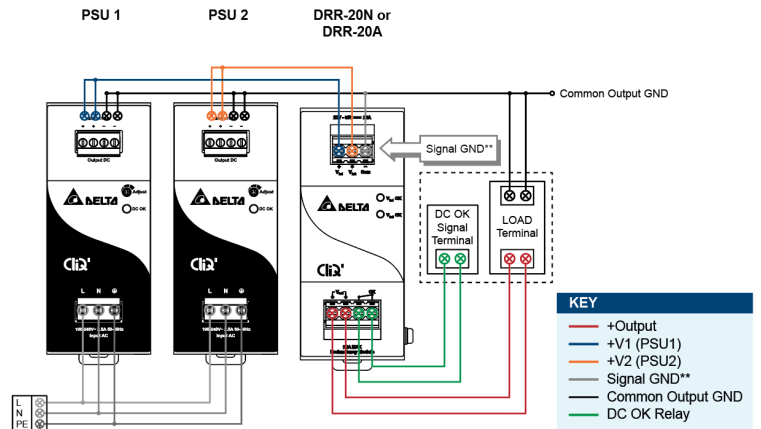 PSU 1
PSU 2
DRR-20N or
DRR-20A
Common Output GND
+ + - -
Output DC
Adjust
DC OK
DELTA
CliQ'
L N
Input AC
+ + - -
Output DC
Adjust
DC OK
DELTA
CliQ'
L N
Input AC
Signal GND**
DELTA
CliQ'
DC OK
Signal
Terminal
LOAD
Terminal
L
N
PE
KEY
+Output
+V1 (PSU1)
+V2 (PSU2)
Signal GND**
Common Output GND
DC OK Relay